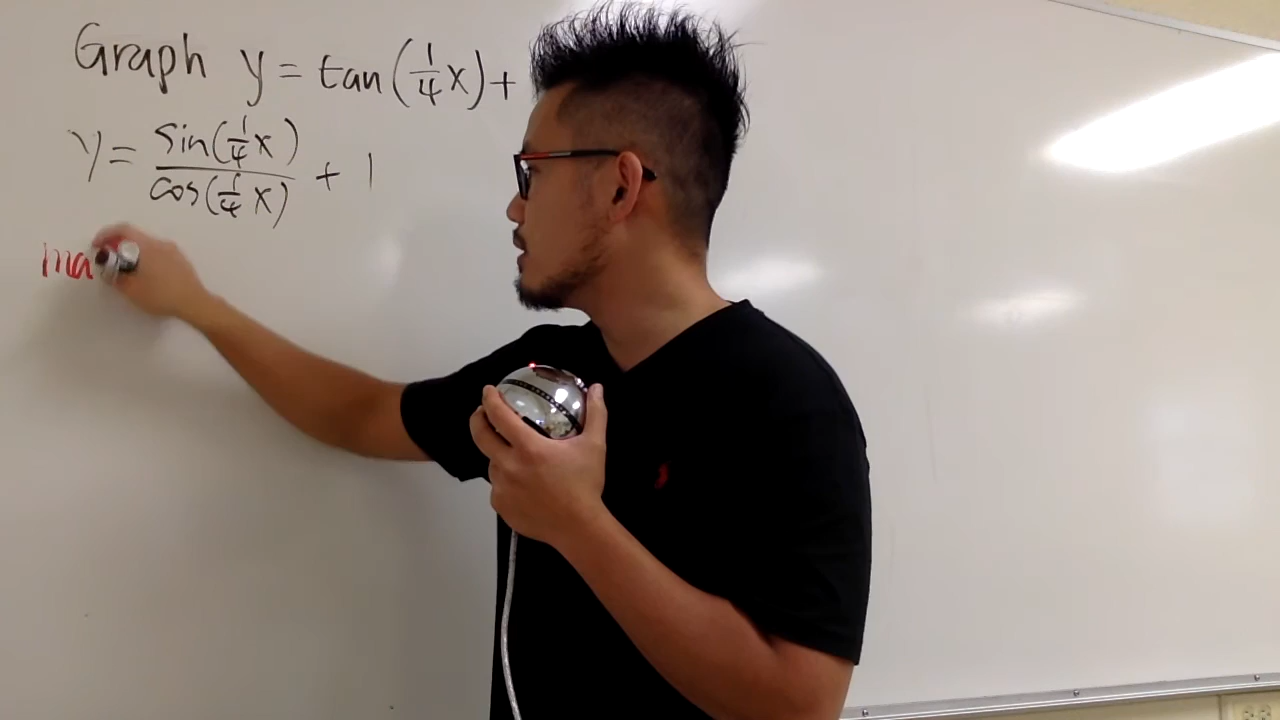 Graph y = tan(1/4 x) +
y = sin(1/4 x)/cos(1/4 x) + 1
ma